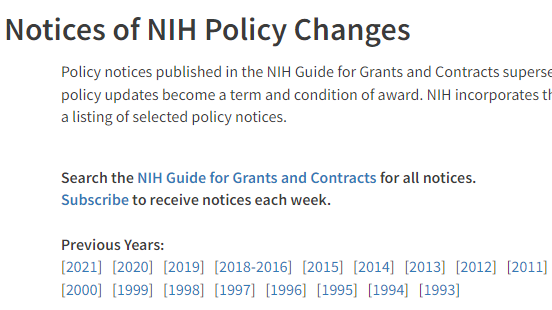 Notices of NIH Policy Changes
Policy notices published in the NIH Guide for Grants and Contracts
policy updates become a term and condition of award. NIH incorporates
a listing of selected policy notices.
Search the NIH Guide for Grants and Contracts for all notices.
Subscribe to receive notices each week.
Previous Years:
[2021] [2020] [2019] [2018-2016] [2015] [2014] [2013] [2012] [2011]
[2000] [1999] [1998] [1997] [1996] [1995] [1994] [1993]